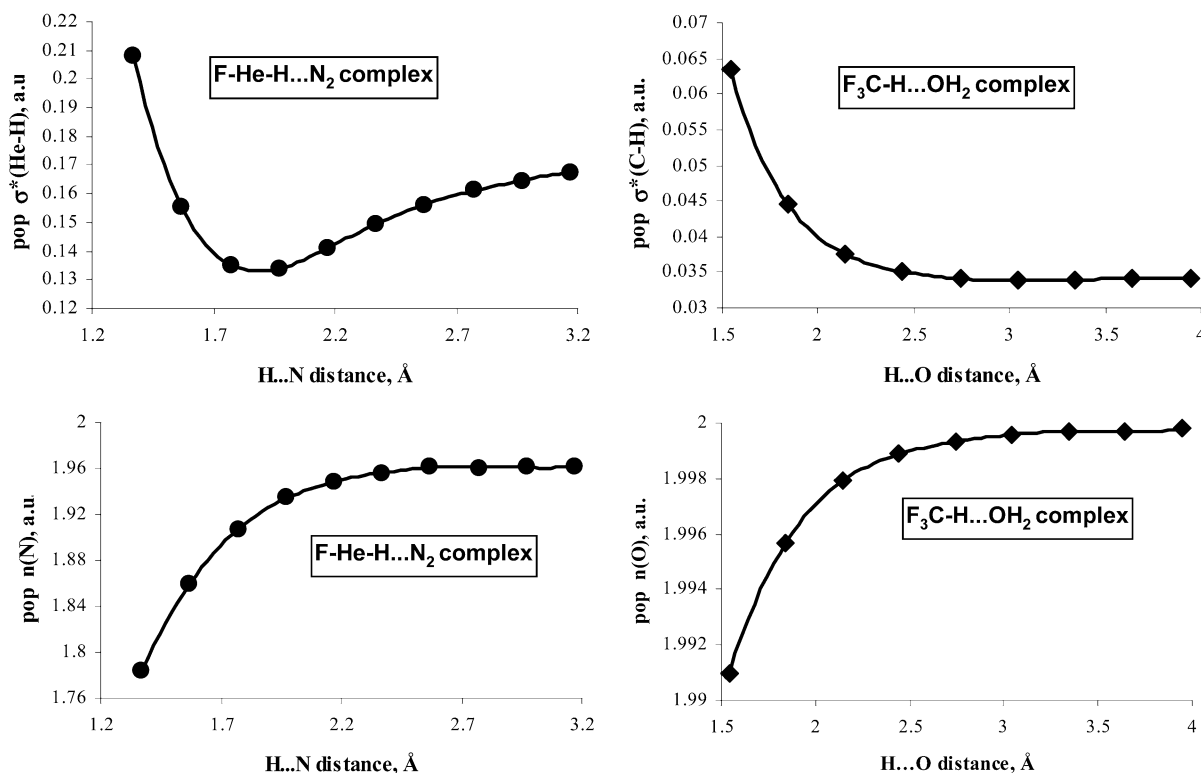 0.22
0.21
0.2
0.19
0.18
0.17
0.16
0.15
0.14
0.13
0.12
pop σ*(He-H), a.u
F-He-H...N2 complex
1.2 1.7 2.2 2.7 3.2
H...N distance, Å
0.07
0.065
0.06
0.055
0.05
0.045
0.04
0.035
0.03
pop σ*(C-H), a.u.
F3C-H...OH2 complex
1.5 2 2.5 3 3.5 4
H...O distance, Å
2
1.96
1.92
1.88
1.84
1.8
1.76
pop n(N), a.u.
F-He-H...N2 complex
1.2 1.7 2.2 2.7 3.2
H...N distance, Å
2
1.998
1.996
1.994
1.992
1.99
pop n(O), a.u.
F3C-H...OH2 complex
1.5 2 2.5 3 3.5 4
H...O distance, Å